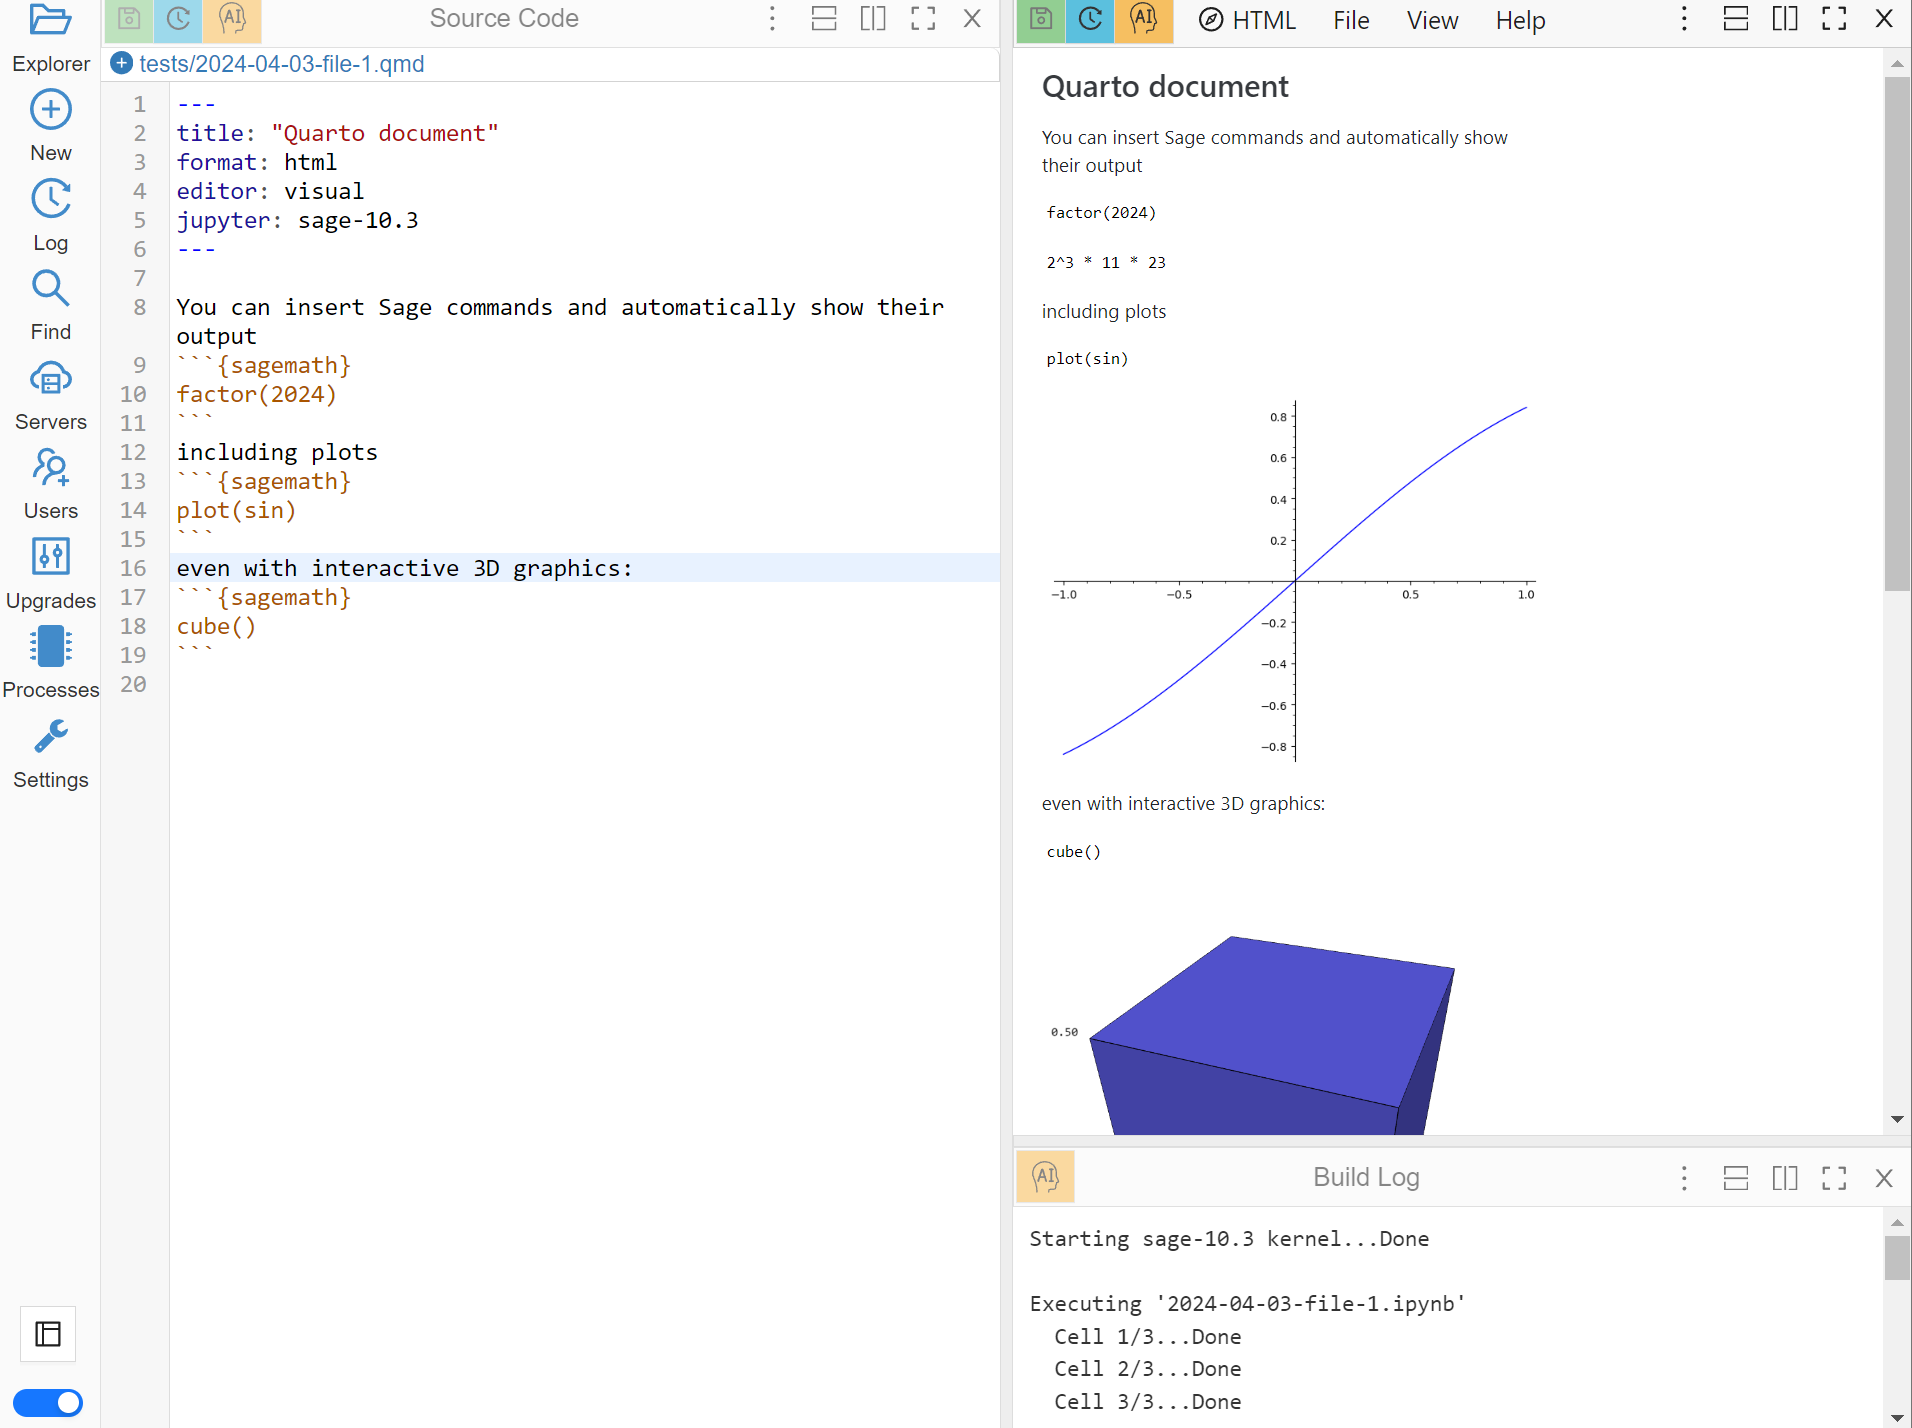 Explorer
New
Log
Find
Servers
Users
Upgrades
Processes
Settings
AI
Source Code
tests/2024-04-03-file-1.qmd
1 ---
2 title: "Quarto document"
3 format: html
4 editor: visual
5 jupyter: sage-10.3
6 ---
7
8 You can insert Sage commands and automatically show their
output
9 ```{sagemath}
10 factor(2024)
11 ```
12 including plots
13 ```{sagemath}
14 plot(sin)
15 ```
16 even with interactive 3D graphics:
17 ```{sagemath}
18 cube()
19 ```
20
AI HTML File View Help
Quarto document
You can insert Sage commands and automatically show
their output
factor(2024)
2^3 * 11 * 23
including plots
plot(sin)
0.8
0.6
0.4
0.2
−1.0 −0.5 0.5 1.0
−0.2
−0.4
−0.6
−0.8
even with interactive 3D graphics:
cube()
0.50
AI Build Log
Starting sage-10.3 kernel...Done
Executing '2024-04-03-file-1.ipynb'
Cell 1/3...Done
Cell 2/3...Done
Cell 3/3...Done